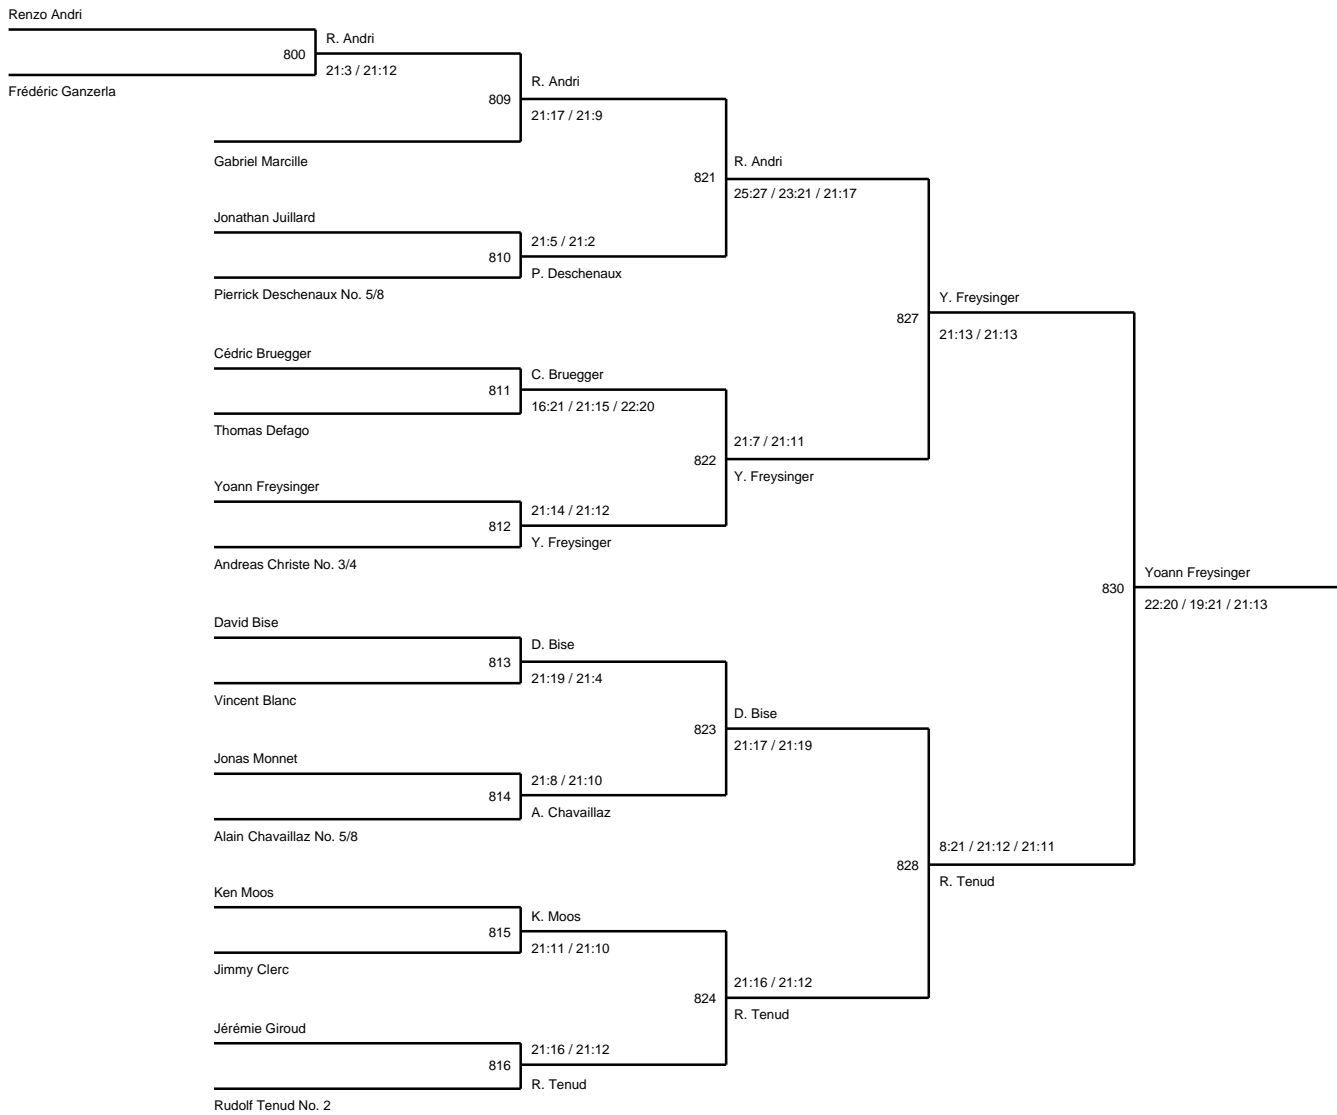 Renzo Andri
R. Andri
800
21:3 / 21:12
R. Andri
Frédéric Ganzerla
809
21:17 / 21:9
Gabriel Marcille
R. Andri
821
25:27 / 23:21 / 21:17
Jonathan Juillard
21:5 / 21:2
810
P. Deschenaux
Pierrick Deschenaux No. 5/8
Y. Freysinger
827
21:13 / 21:13
Cédric Bruegger
C. Bruegger
811
16:21 / 21:15 / 22:20
Thomas Defago
21:7 / 21:11
822
Y. Freysinger
Yoann Freysinger
21:14 / 21:12
812
Y. Freysinger
Andreas Christe No. 3/4
Yoann Freysinger
830
22:20 / 19:21 / 21:13
David Bise
D. Bise
813
21:19 / 21:4
Vincent Blanc
D. Bise
823
21:17 / 21:19
Jonas Monnet
21:8 / 21:10
814
A. Chavaillaz
Alain Chavaillaz No. 5/8
8:21 / 21:12 / 21:11
828
R. Tenud
Ken Moos
K. Moos
815
21:11 / 21:10
Jimmy Clerc
21:16 / 21:12
824
R. Tenud
Jérémie Giroud
21:16 / 21:12
816
R. Tenud
Rudolf Tenud No. 2